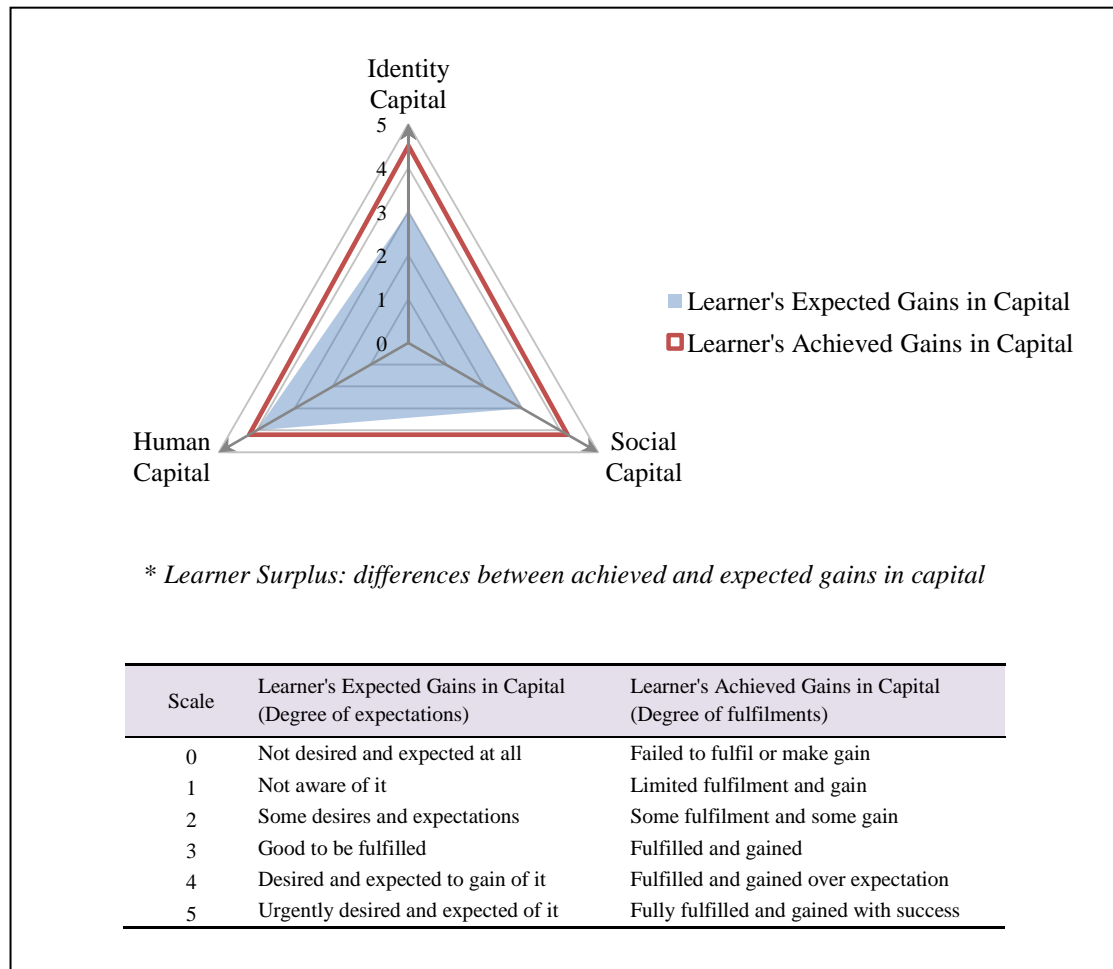 Identity
Capital
5
4
3
2
1
0
Learner's Expected Gains in Capital
Learner's Achieved Gains in Capital
Human
Capital
Social
Capital
* Learner Surplus: differences between achieved and expected gains in capital
Scale Learner's Expected Gains in Capital (Degree of expectations) Learner's Achieved Gains in Capital (Degree of fulfilments)
0 Not desired and expected at all Failed to fulfil or make gain
1 Not aware of it Limited fulfilment and gain
2 Some desires and expectations Some fulfilment and some gain
3 Good to be fulfilled Fulfilled and gained
4 Desired and expected to gain of it Fulfilled and gained over expectation
5 Urgently desired and expected of it Fully fulfilled and gained with success